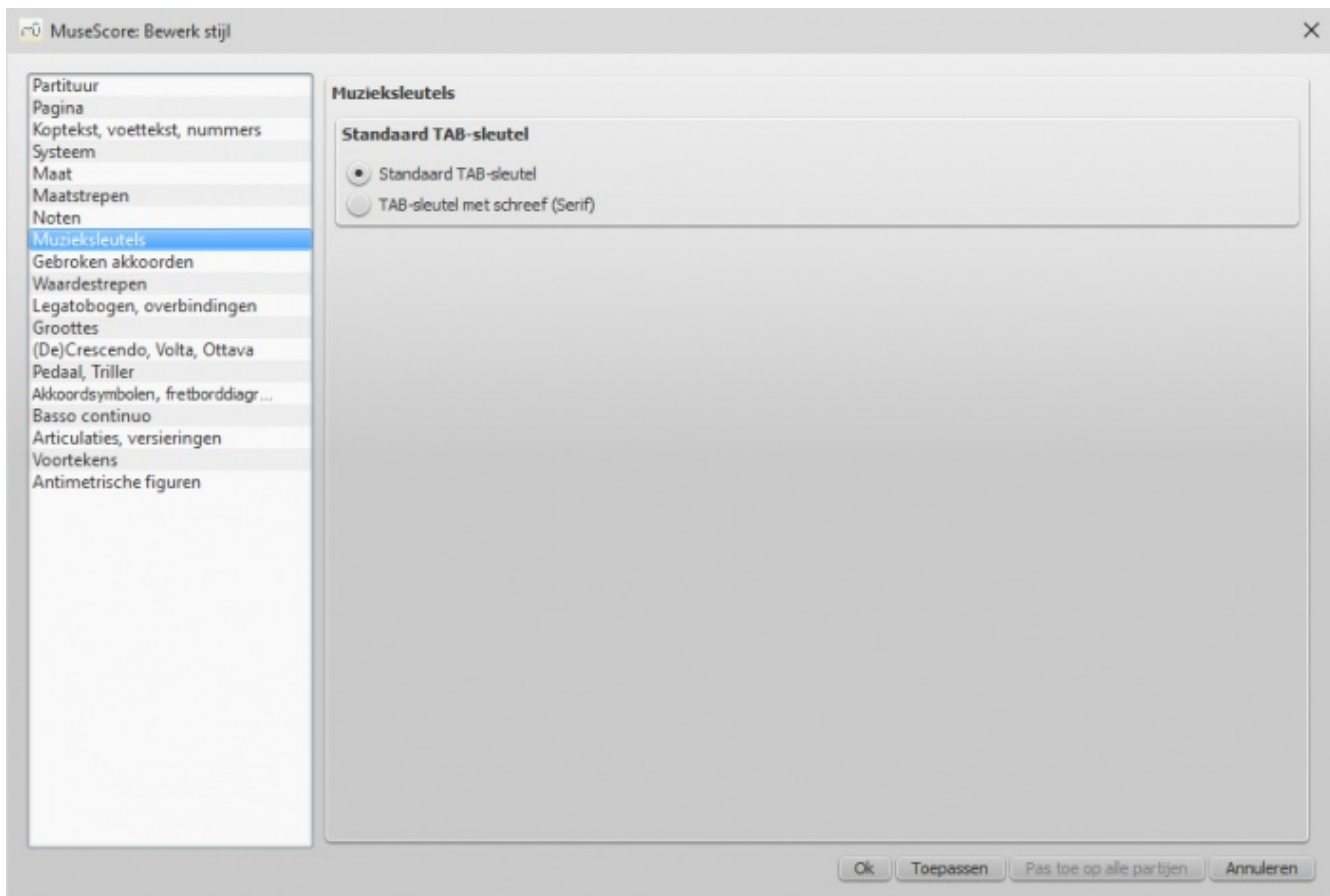 MuseScore: Bewerk stijl
Partituur
Pagina
Koptekst, voettekst, nummers
Systeem
Maat
Maatstrepen
Noten
Muzieksleutels
Gebroken akkoorden
Waardestrepen
Legatobogen, overbindingen
Groottes
(De)Crescendo, Volta, Ottava
Pedaal, Triller
Akkoordsymbolen, fretborddiagr...
Basso continuo
Articulaties, versieringen
Voortekens
Antimetrische figuren
Muzieksleutels
Standaard TAB-sleutel
Standaard TAB-sleutel
TAB-sleutel met schreef (Serif)
Ok Toepassen Pas toe op alle partijen Annuleren